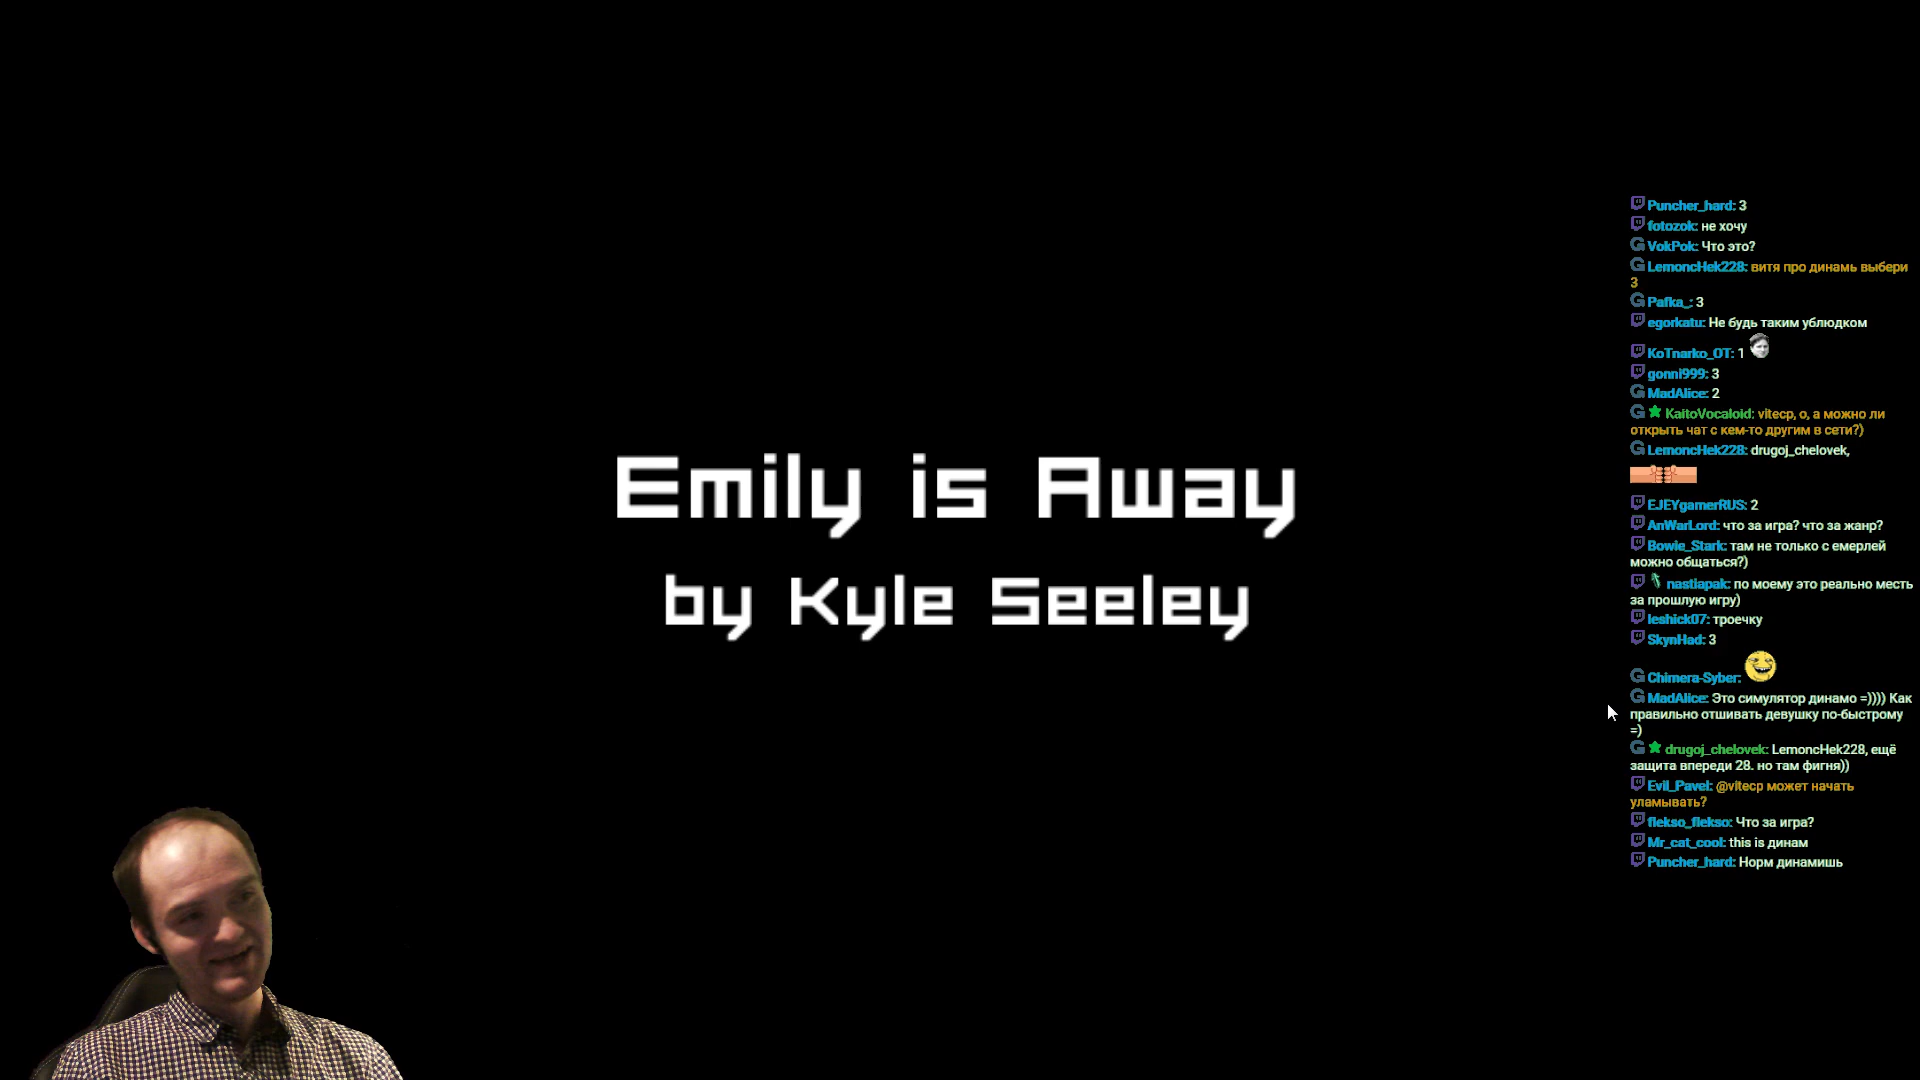 Emily is Away
by Kyle Seeley
Puncher_hard: 3
fotozok: не хочу
VokPok: Что это?
LemoncHek228: витя про динамь выбери
3
Pafka_: 3
egorkatu: Не будь таким ублюдком
KoTnarko_OT: 1
gonni999: 3
MadAlice: 2
KaitoVocaloid: vitecp, о, а можно ли
открыть чат с кем-то другим в сети?)
LemoncHek228: drugoj_chelovek,
EJEYgamerRUS: 2
AnWarLord: что за игра? что за жанр?
Bowie_Stark: там не только с емерлей
можно общаться?)
nastiapak: по моему это реально месть
за прошлую игру)
leshick07: троечку
SkynHad: 3
Chimera-Syber:
MadAlice: Это симулятор динамо =)))) Как
правильно отшивать девушку по-быстрому
=)
drugoj_chelovek: LemoncHek228, ещё
защита впереди 28. но там фигня))
Evil_Pavel: @vitecp может начать
уламывать?
flekso_flekso: Что за игра?
Mr_cat_cool: this is динам
Puncher_hard: Норм динамишь